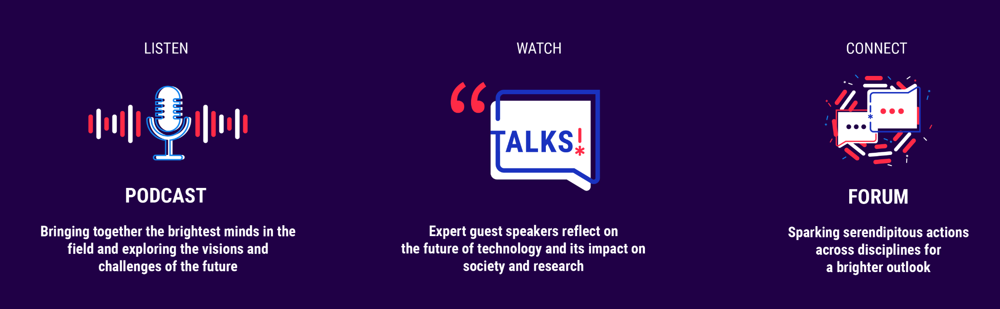 LISTEN
PODCAST
Bringing together the brightest minds in the
field and exploring the visions and
challenges of the future
WATCH
“TALKS!
Expert guest speakers reflect on
the future of technology and its impact on
society and research
CONNECT
FORUM
Sparking serendipitous actions
across disciplines for
a brighter outlook